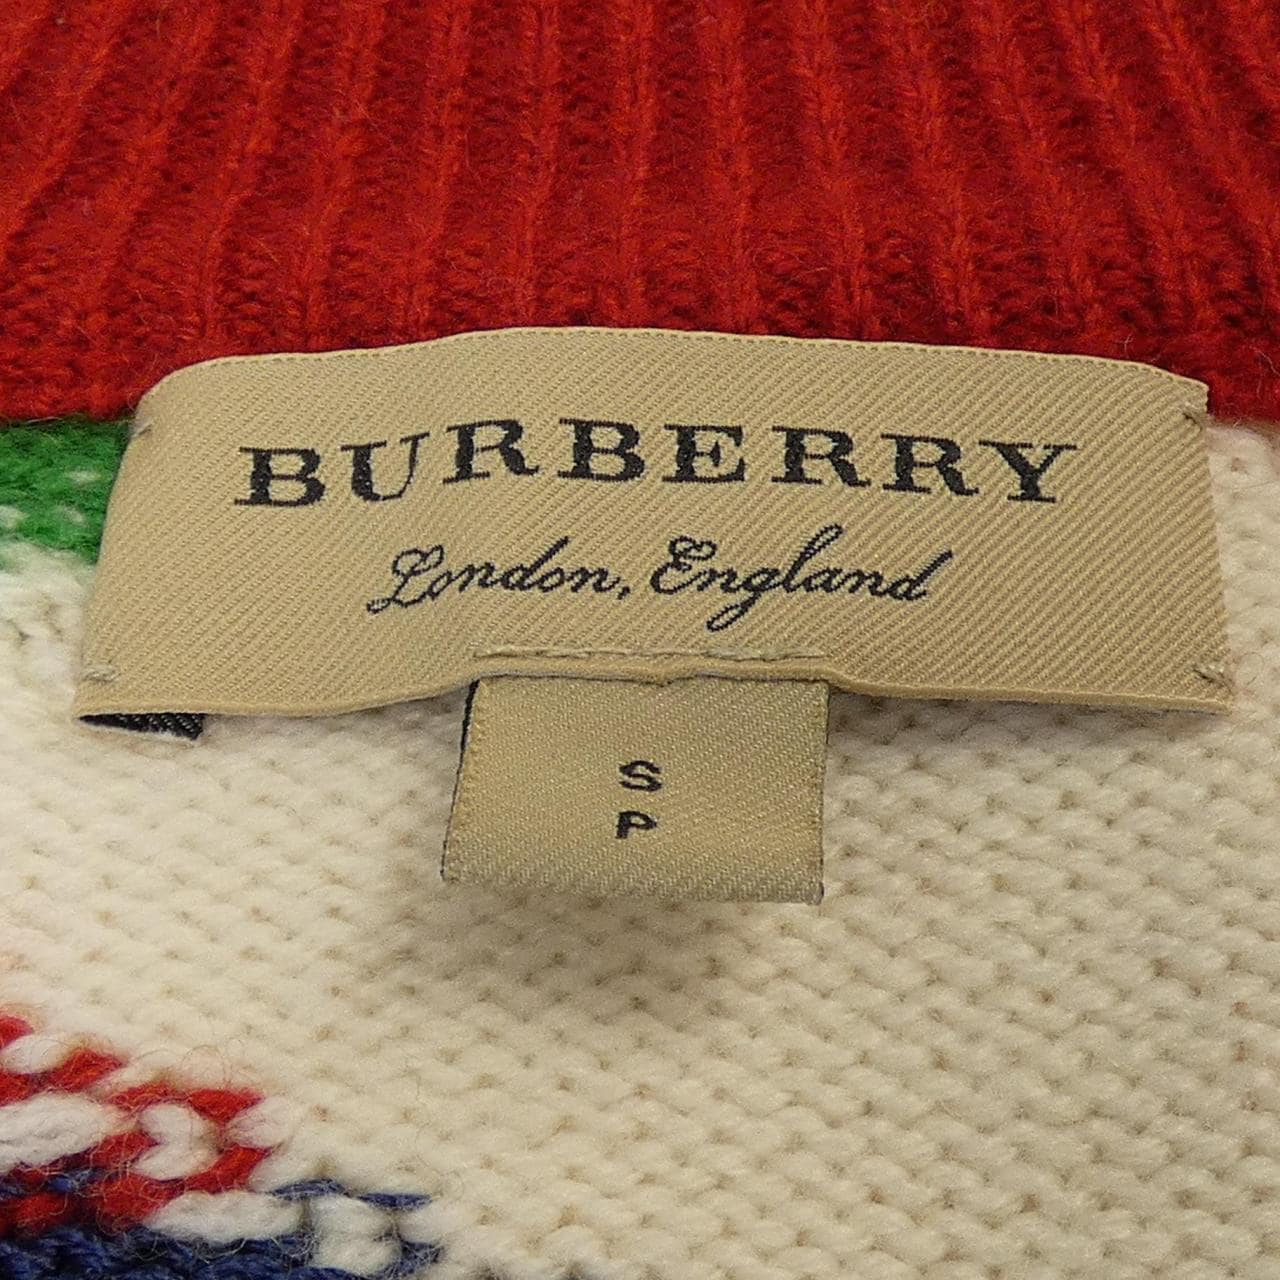 BURBERRY
London, England
S
P